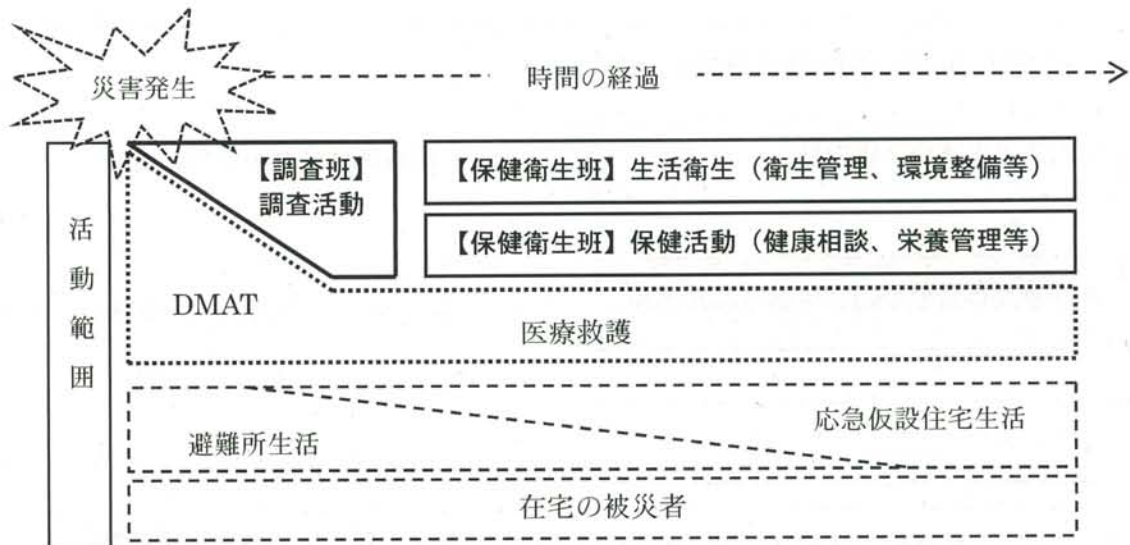 災害発生
時間の経過
活動範囲
【調査班】
調査活動
【保健衛生班】生活衛生（衛生管理、環境整備等）
【保健衛生班】保健活動（健康相談、栄養管理等）
DMAT
医療救護
避難所生活
応急仮設住宅生活
在宅の被災者